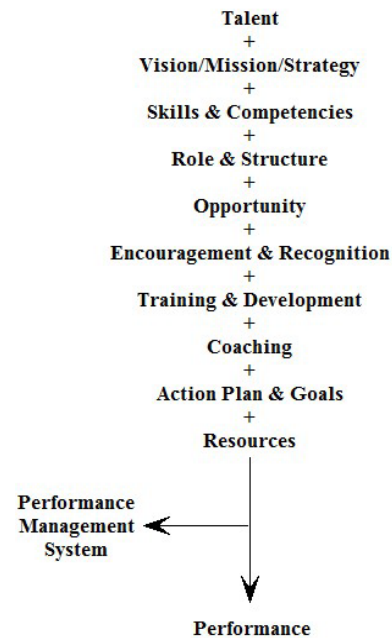 Talent
+
Vision/Mission/Strategy
+
Skills & Competencies
+
Role & Structure
+
Opportunity
+
Encouragement & Recognition
+
Training & Development
+
Coaching
+
Action Plan & Goals
+
Resources
Performance
Management
System
Performance